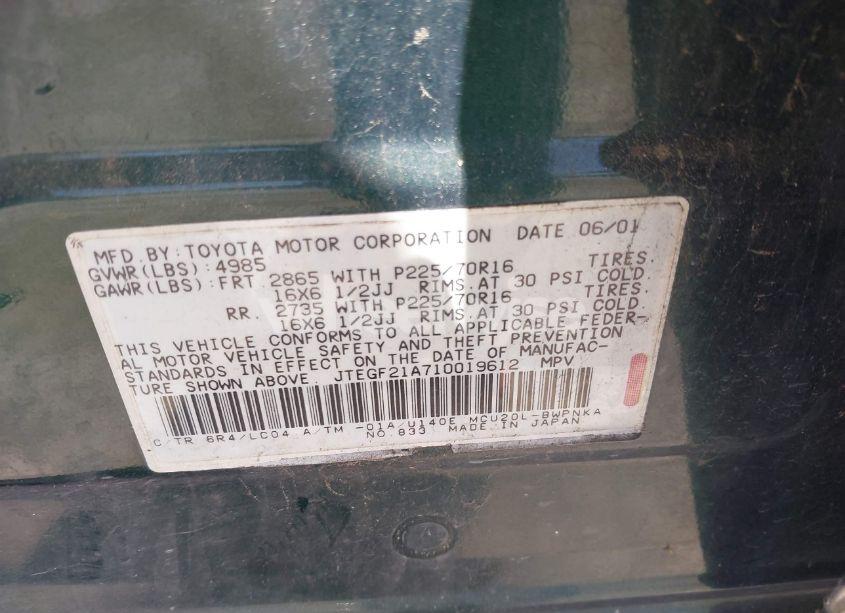 MFD. BY: TOYOTA MOTOR CORPORATION DATE 06/01
GVWR(LBS): 4985
GAWR(LBS): FRT. 2865 WITH P225/70R16 TIRES.
16X6 1/2JJ RIMS. AT 30 PSI COLD.
RR. 2735 WITH P225/70R16 TIRES.
16X6 1/2JJ RIMS. AT 30 PSI COLD.
THIS VEHICLE CONFORMS TO ALL APPLICABLE FEDER-
AL MOTOR VEHICLE SAFETY AND THEFT PREVENTION
STANDARDS IN EFFECT ON THE DATE OF MANUFAC-
TURE SHOWN ABOVE. JTEGF21A710019612 MPV
C/TR 6R4/LC04 A/TM -01A/U140E MCU20L-BWPNKA
NO.833 MADE IN JAPAN